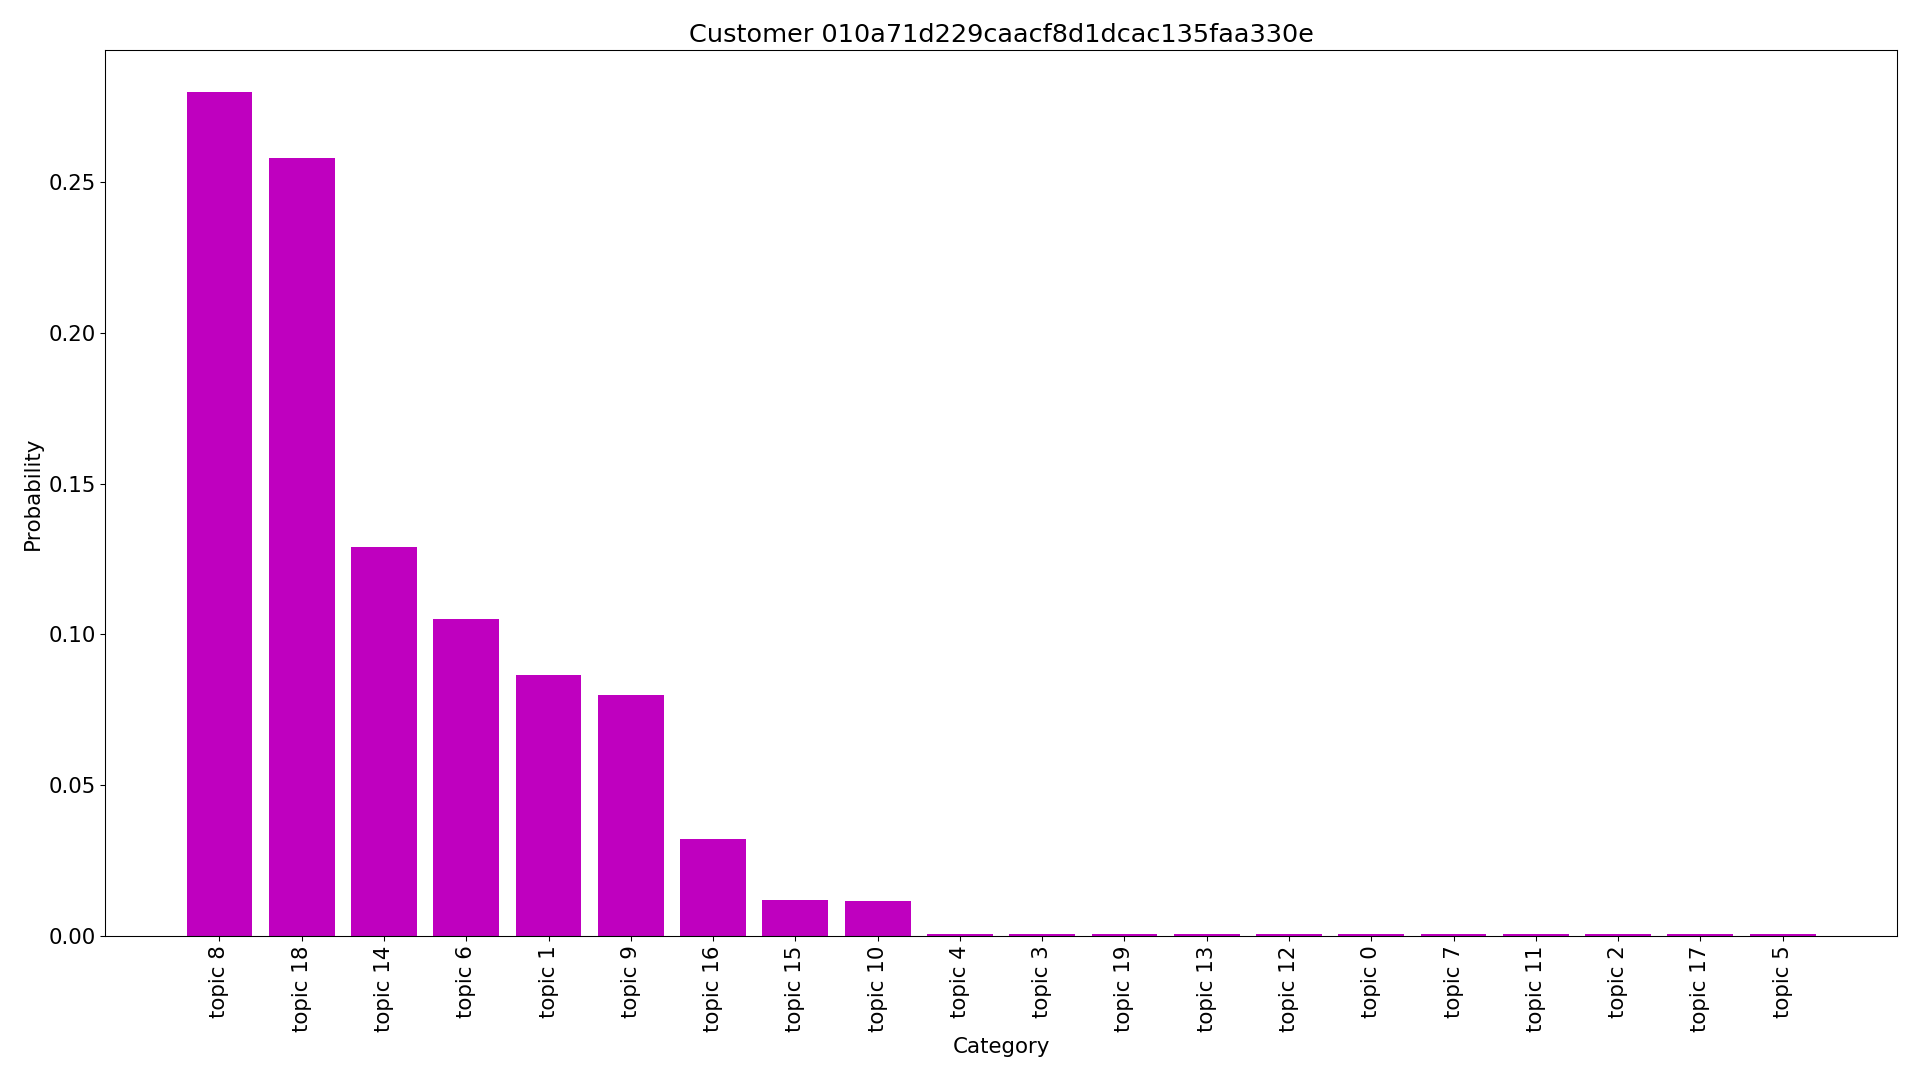 Customer 010a71d229caacf8d1dcac135faa330e
Probability
0.25
0.20
0.15
0.10
0.05
0.00
topic 8
topic 18
topic 14
topic 6
topic 1
topic 9
topic 16
topic 15
topic 10
topic 4
topic 3
topic 19
topic 13
topic 12
topic 0
topic 7
topic 11
topic 2
topic 17
topic 5
Category